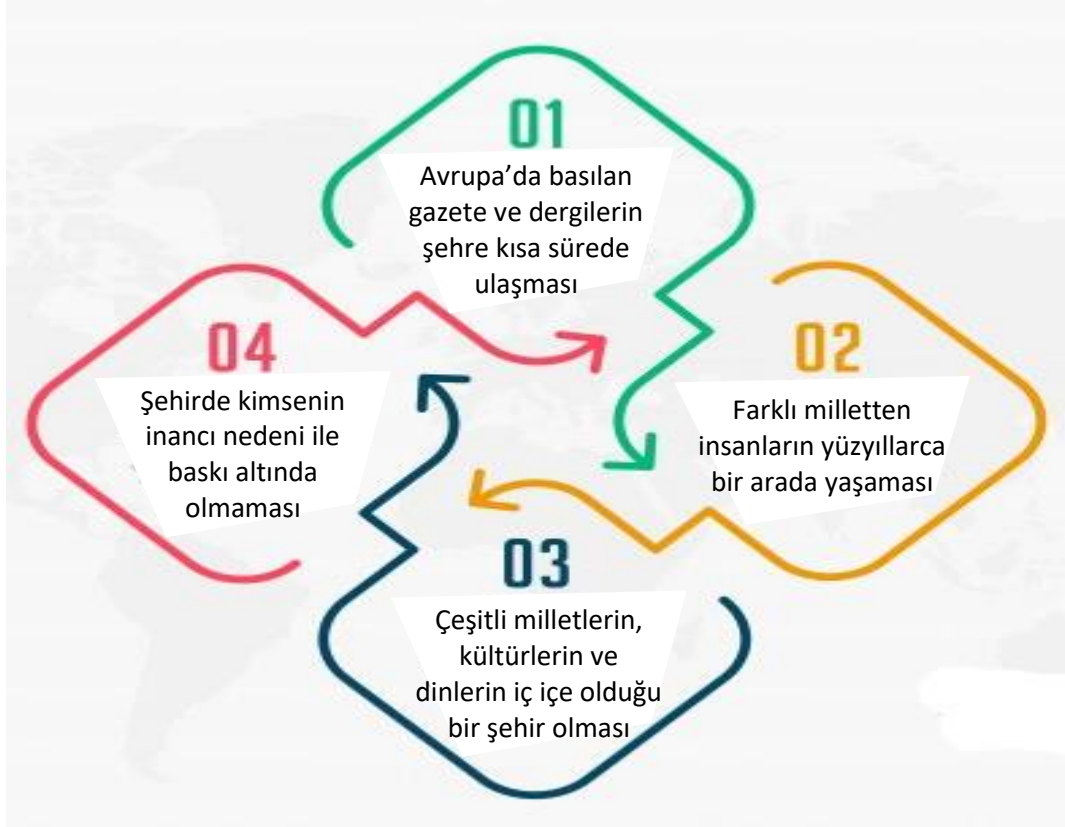 01
Avrupa’da basılan
gazete ve dergilerin
şehre kısa sürede
ulaşması
02
Farklı milletten
insanların yüzyıllarca
bir arada yaşaması
03
Çeşitli milletlerin,
kültürlerin ve
dinlerin iç içe olduğu
bir şehir olması
04
Şehirde kimsenin
inancı nedeni ile
baskı altında
olmaması